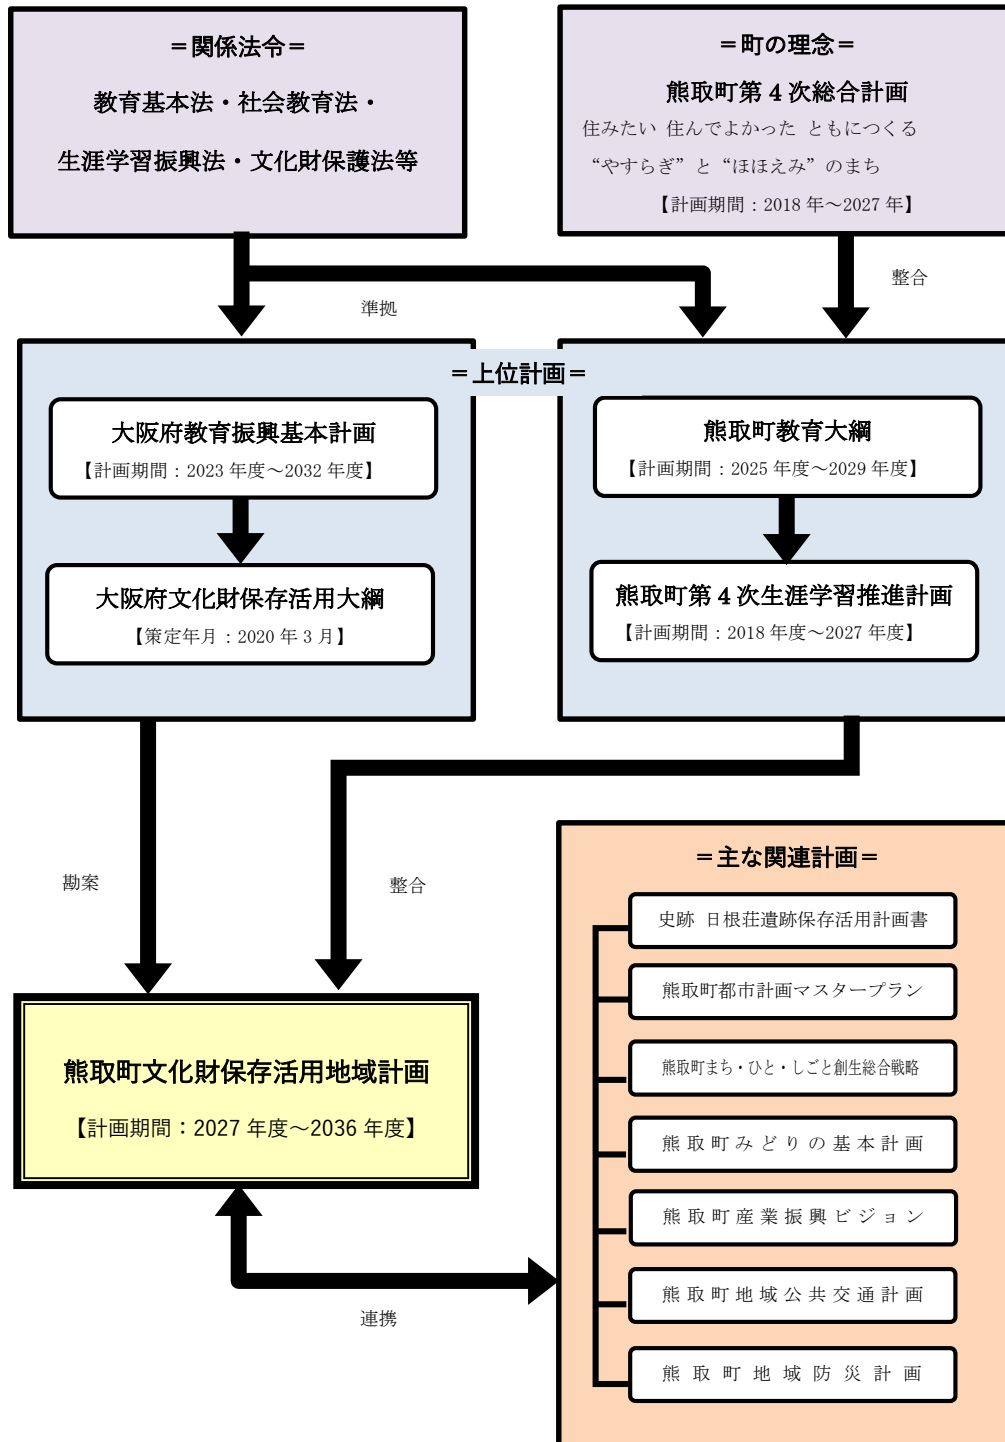 ＝関係法令＝
教育基本法・社会教育法・
生涯学習振興法・文化財保護法等
＝町の理念＝
熊取町第４次総合計画
住みたい 住んでよかった ともにつくる
“やすらぎ”と“ほほえみ”のまち
【計画期間：2018 年～2027 年】
準拠
整合
＝上位計画＝
大阪府教育振興基本計画
【計画期間：2023 年度～2032 年度】
大阪府文化財保存活用大綱
【策定年月：2020 年 3 月】
熊取町教育大綱
【計画期間：2025 年度～2029 年度】
熊取町第４次生涯学習推進計画
【計画期間：2018 年度～2027 年度】
勘案
整合
熊取町文化財保存活用地域計画
【計画期間：2027 年度～2036 年度】
連携
＝主な関連計画＝
史跡 日根荘遺跡保存活用計画書
熊取町都市計画マスタープラン
熊取町まち・ひと・しごと創生総合戦略
熊取町みどりの基本計画
熊取町産業振興ビジョン
熊取町地域公共交通計画
熊取町地域防災計画